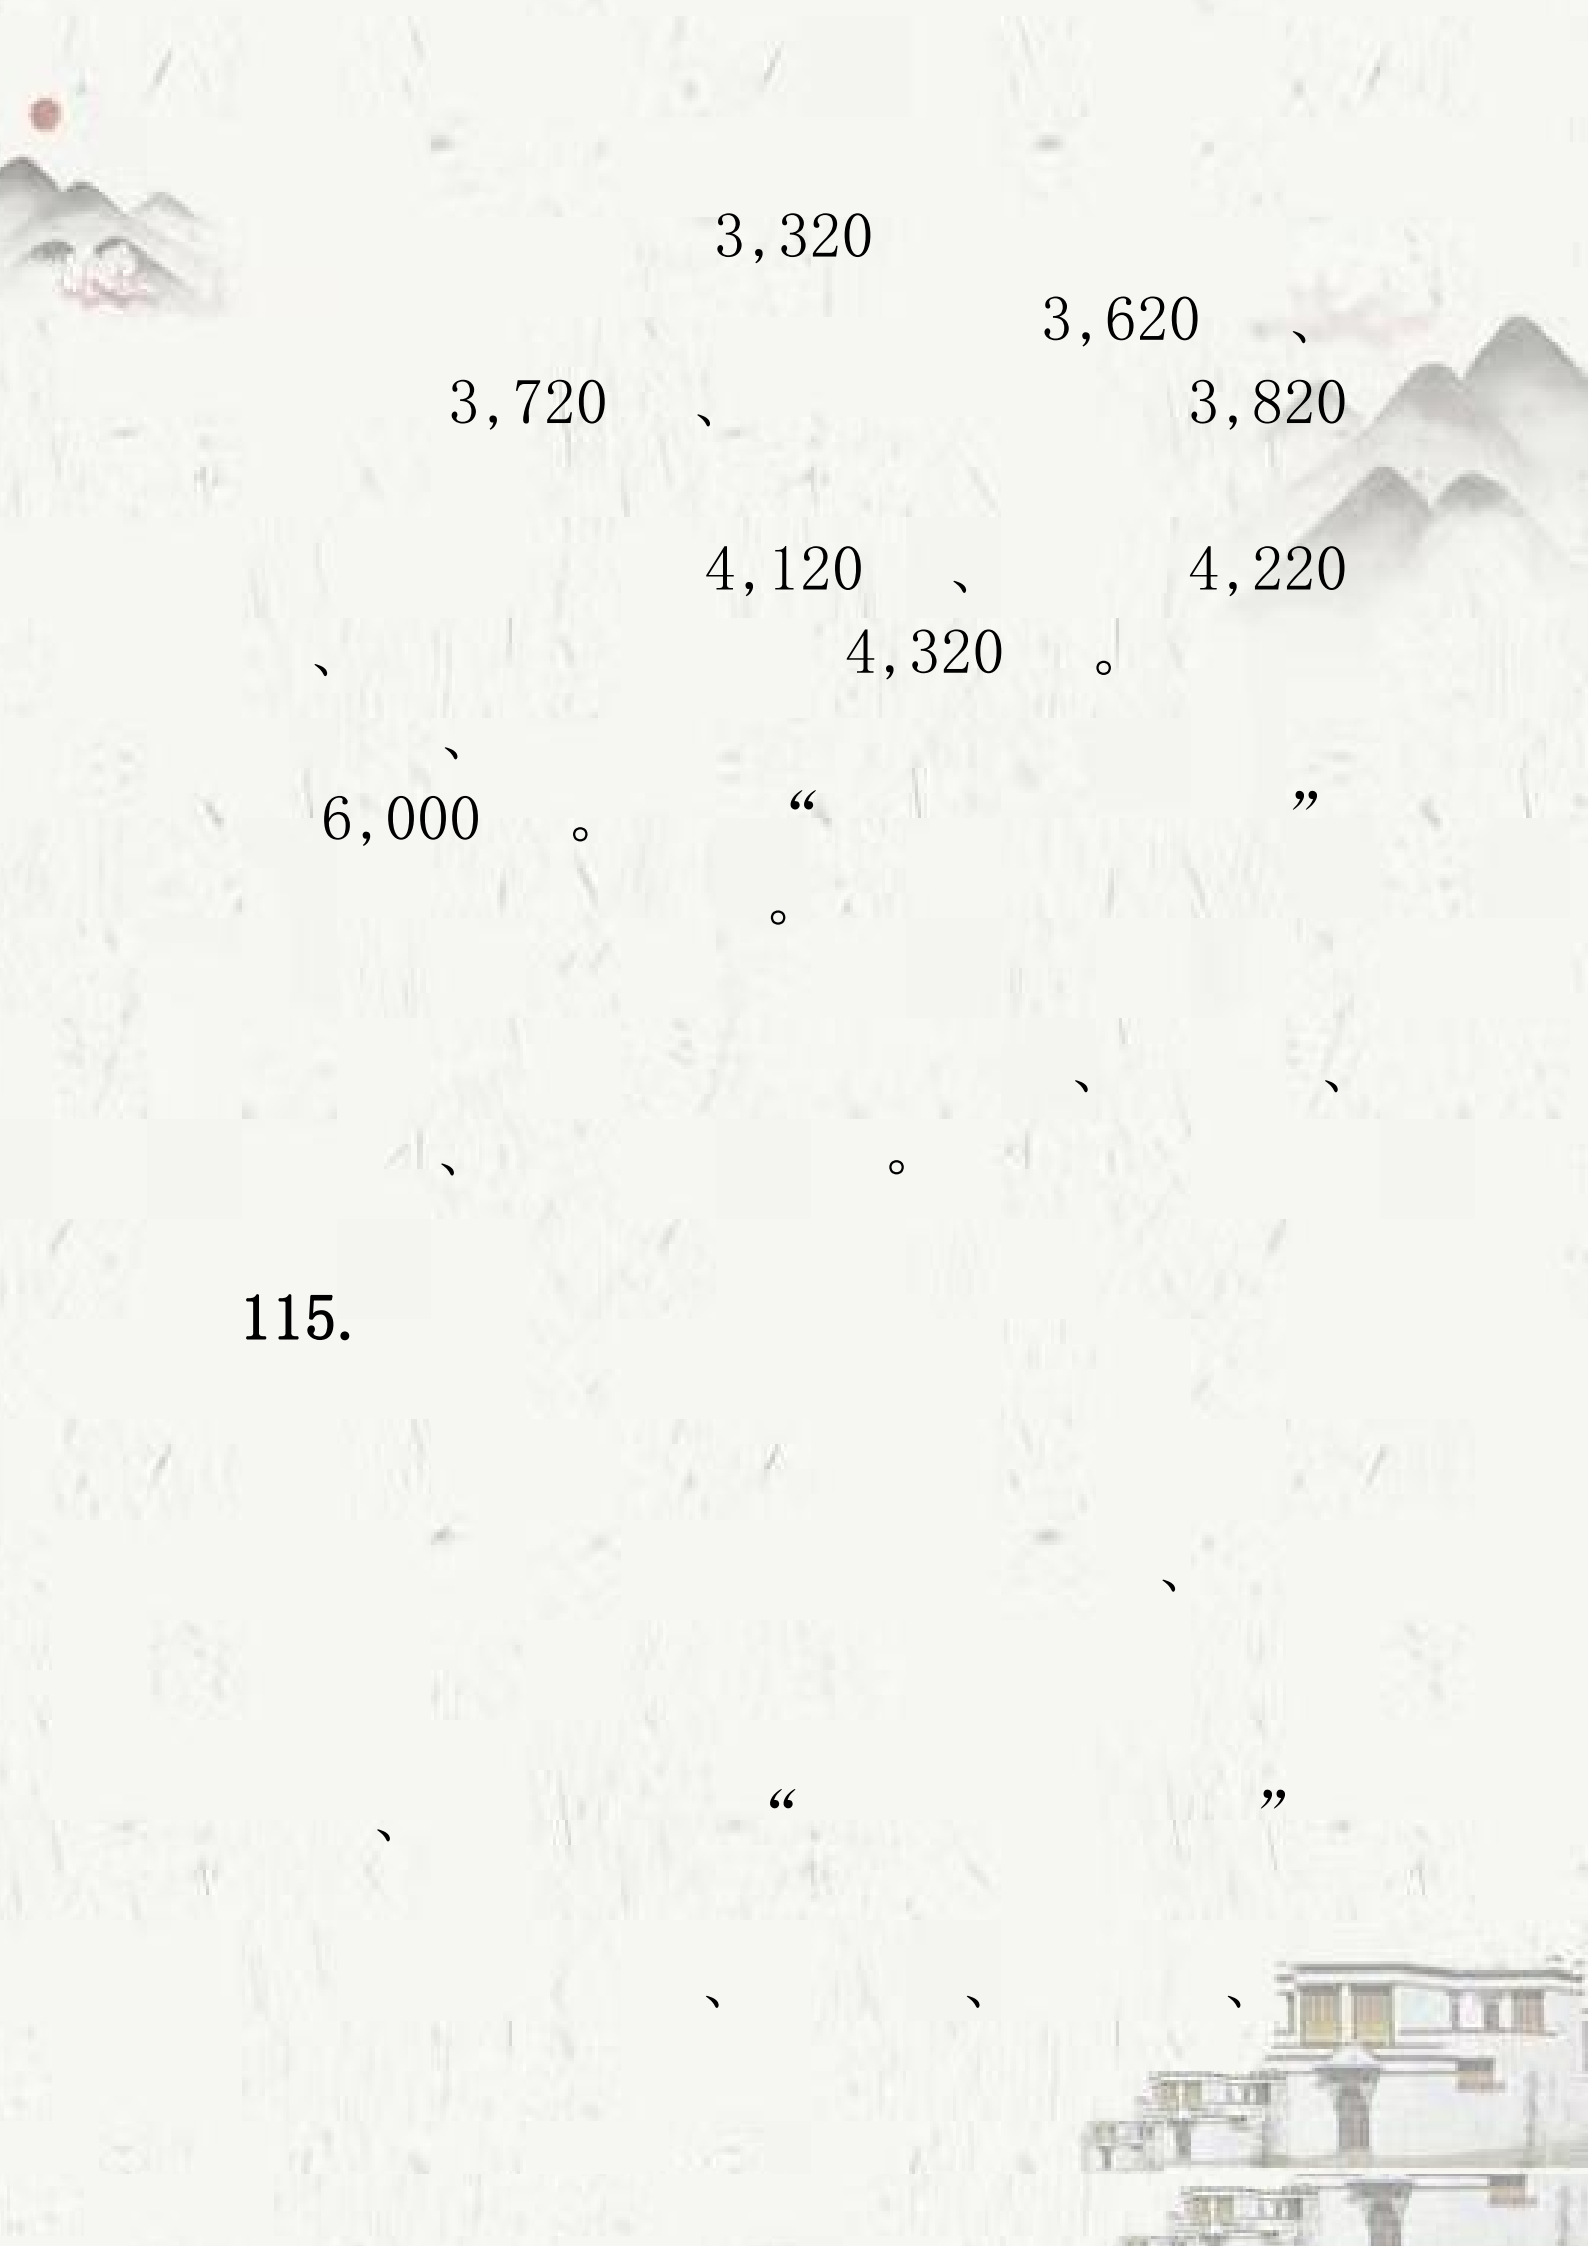 3,320
3,620 、
3,720 、 3,820
4,120 、 4,220
、 4,320 。
、
6,000 。 “ ”
。
、 、
、 。
115.
、
、 “ ”
、 、 、